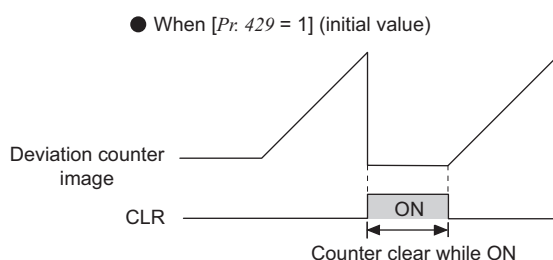 ● When [Pr. 429 = 1] (initial value)
Deviation counter
image
CLR
ON
Counter clear while ON